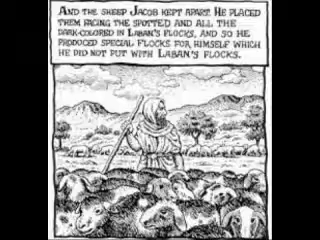 AND THE SHEEP JACOB KEPT APART. HE PLACED
THEM FACING THE SPOTTED AND ALL THE
DARK-COLORED IN LABAN'S FLOCKS, AND SO HE
PRODUCED SPECIAL FLOCKS FOR HIMSELF WHICH
HE DID NOT PUT WITH LABAN'S FLOCKS.